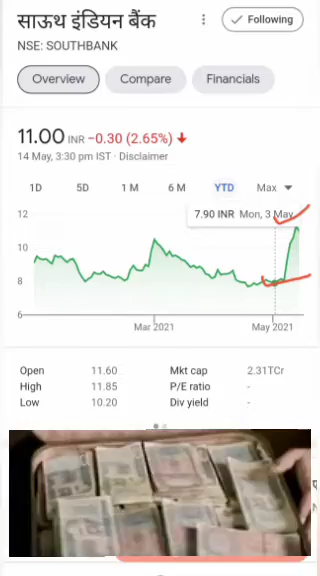 साऊथ इंडियन बैंक
Following
NSE: SOUTHBANK
Overview
Compare
Financials
11.00 INR −0.30 (2.65%)
14 May, 3:30 pm IST · Disclaimer
1D 5D 1 M 6 M YTD Max
7.90 INR Mon, 3 May
12
10
8
6
Mar 2021 May 2021
Open 11.60 Mkt cap 2.31TCr
High 11.85 P/E ratio -
Low 10.20 Div yield -